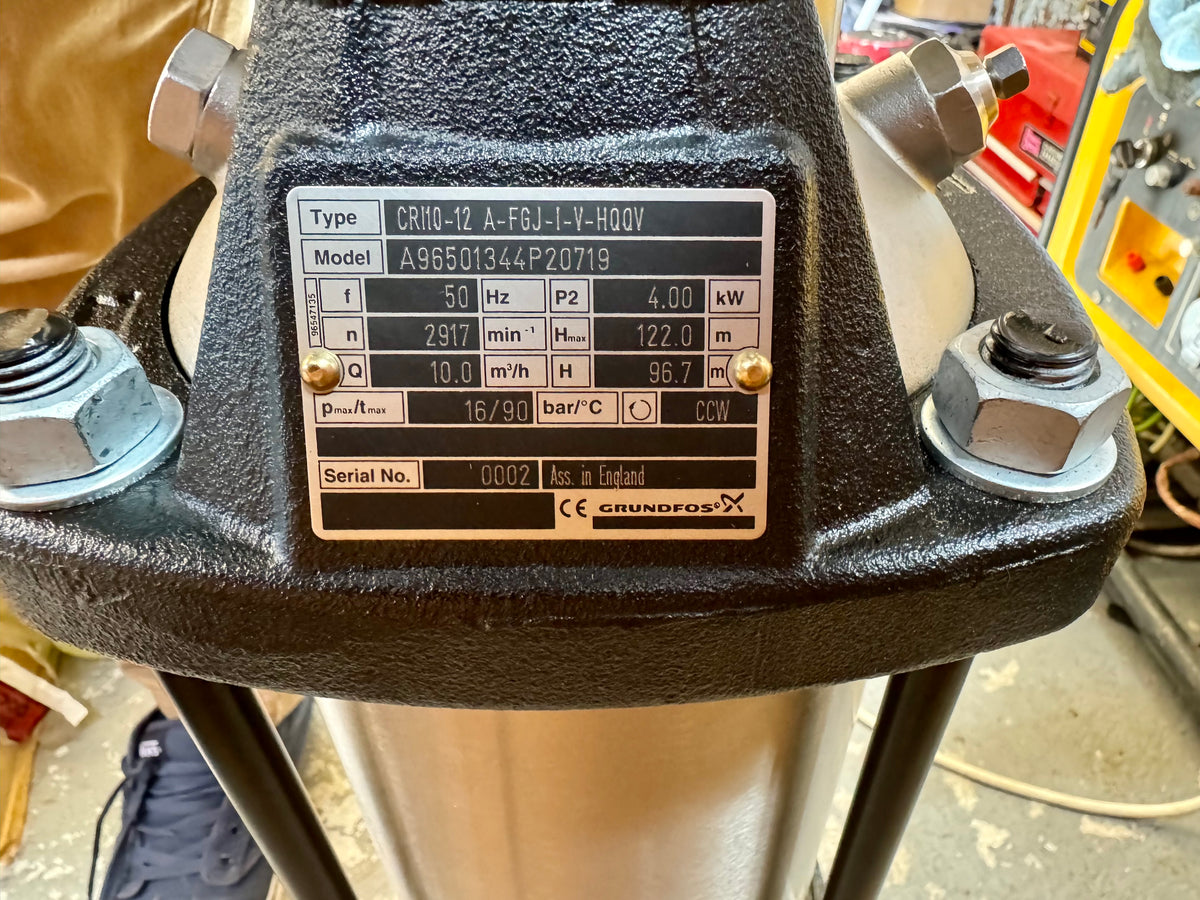 Type CRI10-12 A-FGJ-I-V-HQQV
Model A96501344P20719
96547135
f 50 Hz P2 4.00 kW
n 2917 min⁻¹ Hmax 122.0 m
Q 10.0 m³/h H 96.7 m
pmax/tmax 16/90 bar/°C CCW
Serial No. 0002 Ass. in England
CE GRUNDFOS